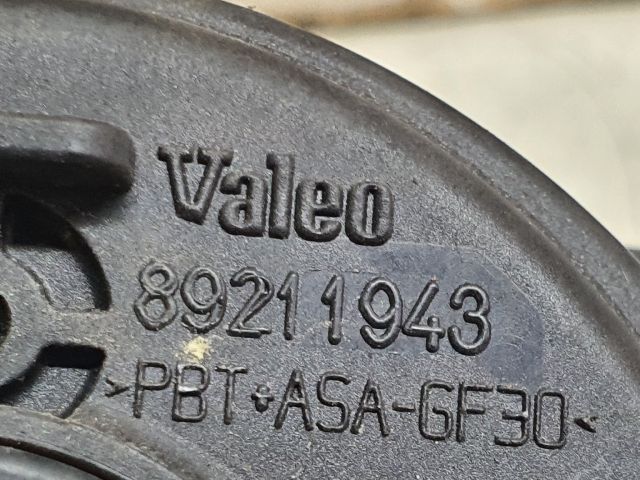 Valeo
89211943
>PBT+ASA-GF30<